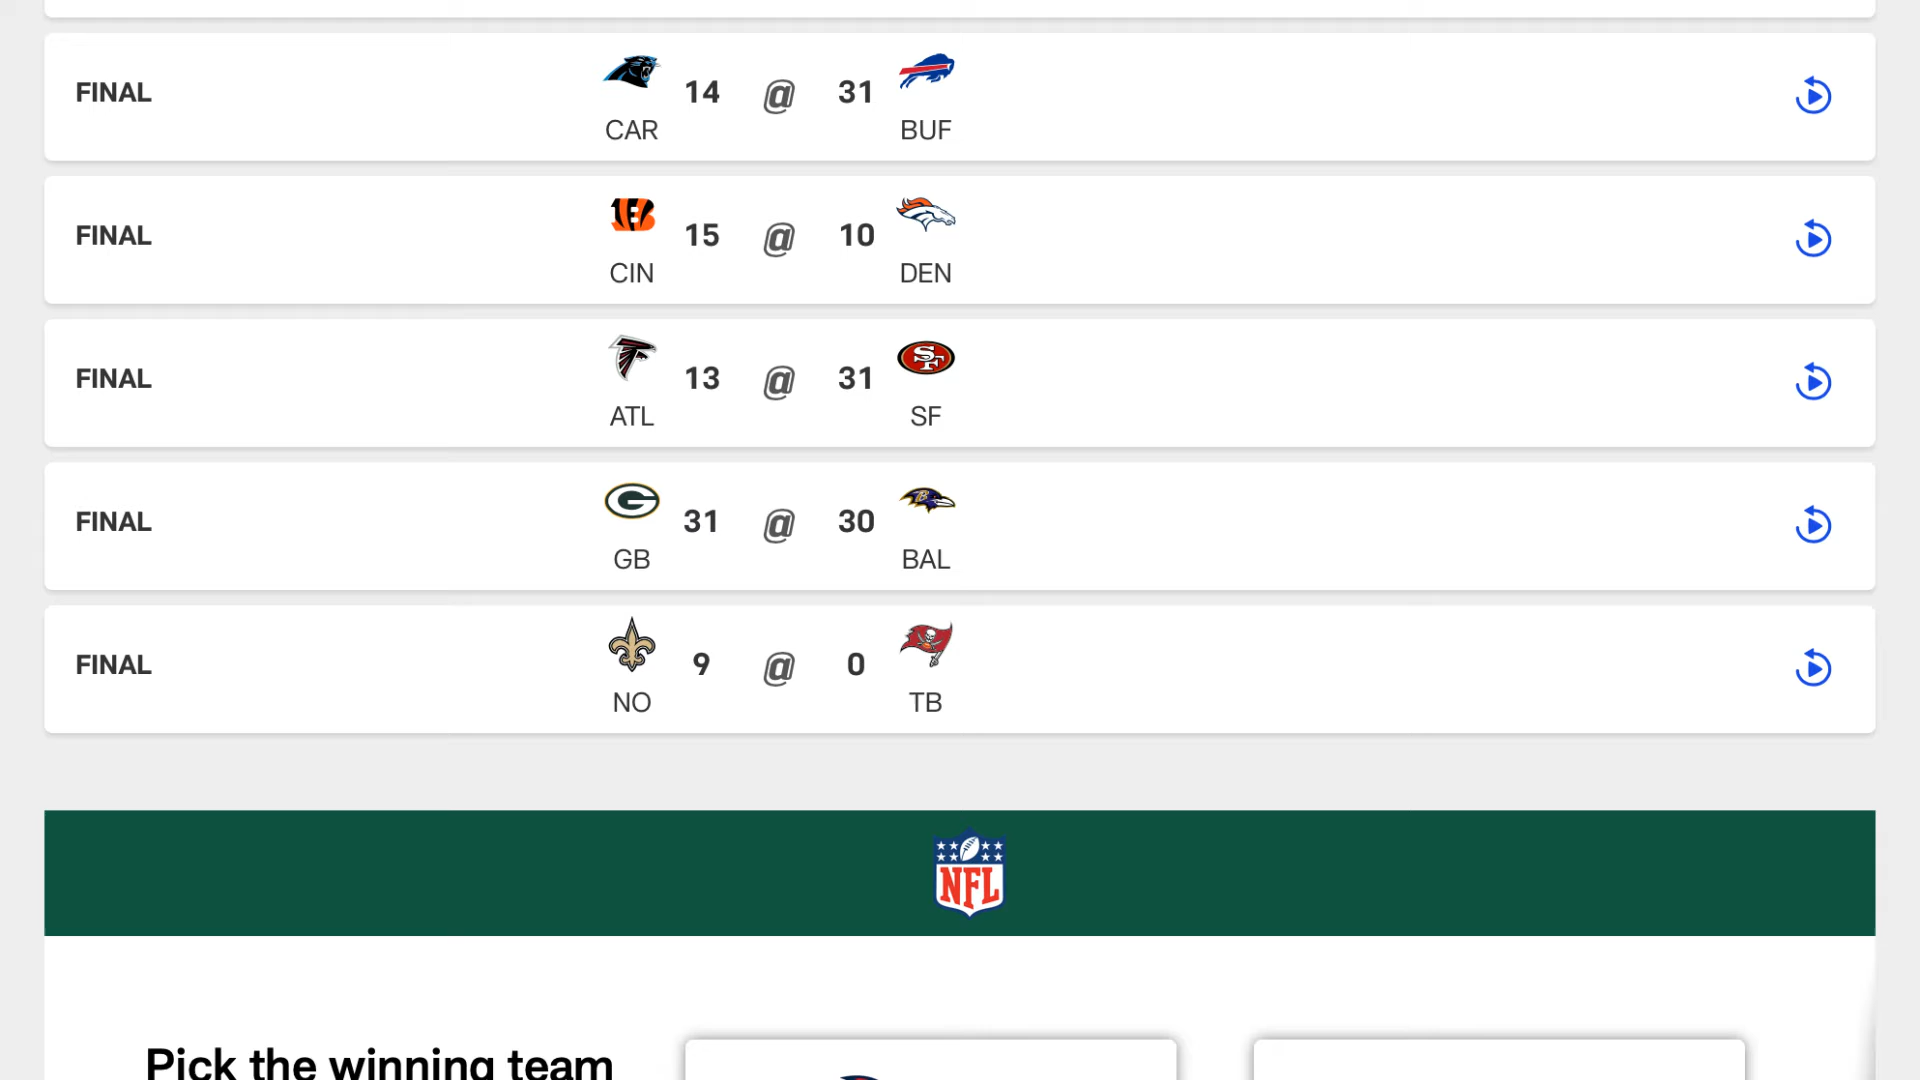 FINAL 14 @ 31
CAR BUF
FINAL 15 @ 10
CIN DEN
FINAL 13 @ 31
ATL SF
FINAL 31 @ 30
GB BAL
FINAL 9 @ 0
NO TB
NFL
Pick the winning team